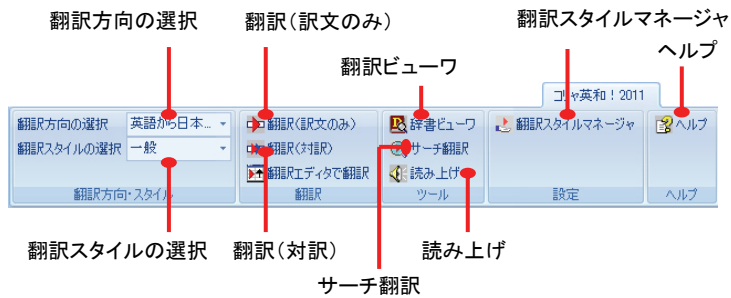 翻訳方向の選択
翻訳(訳文のみ)
翻訳スタイルマネージャ
翻訳ビューワ
ヘルプ
コリャ英和!2011
翻訳方向の選択 英語から日本...
翻訳(訳文のみ)
辞書ビューワ
翻訳スタイルマネージャ
ヘルプ
翻訳スタイルの選択 一般
翻訳(対訳)
サーチ翻訳
翻訳エディタで翻訳
読み上げ
翻訳方向・スタイル
翻訳
ツール
設定
ヘルプ
翻訳スタイルの選択
翻訳(対訳)
読み上げ
サーチ翻訳